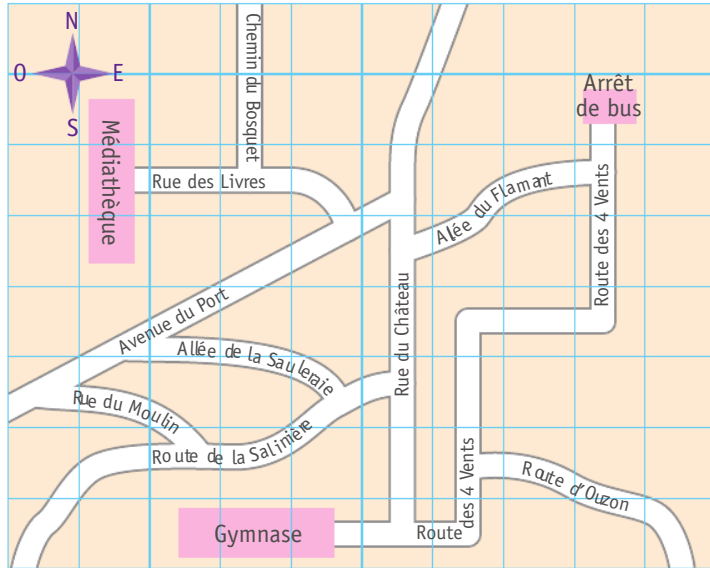 N
O
E
S
Chemin du Bosquet
Arrêt
de bus
Médiathèque
Rue des Livres
Allée du Flamant
Route des 4 Vents
Avenue du Port
Rue du Château
Allée de la Sauleraie
Rue du Moulin
Route de la Salinière
Route d'Ouzon
Gymnase
Route
des 4 Vents